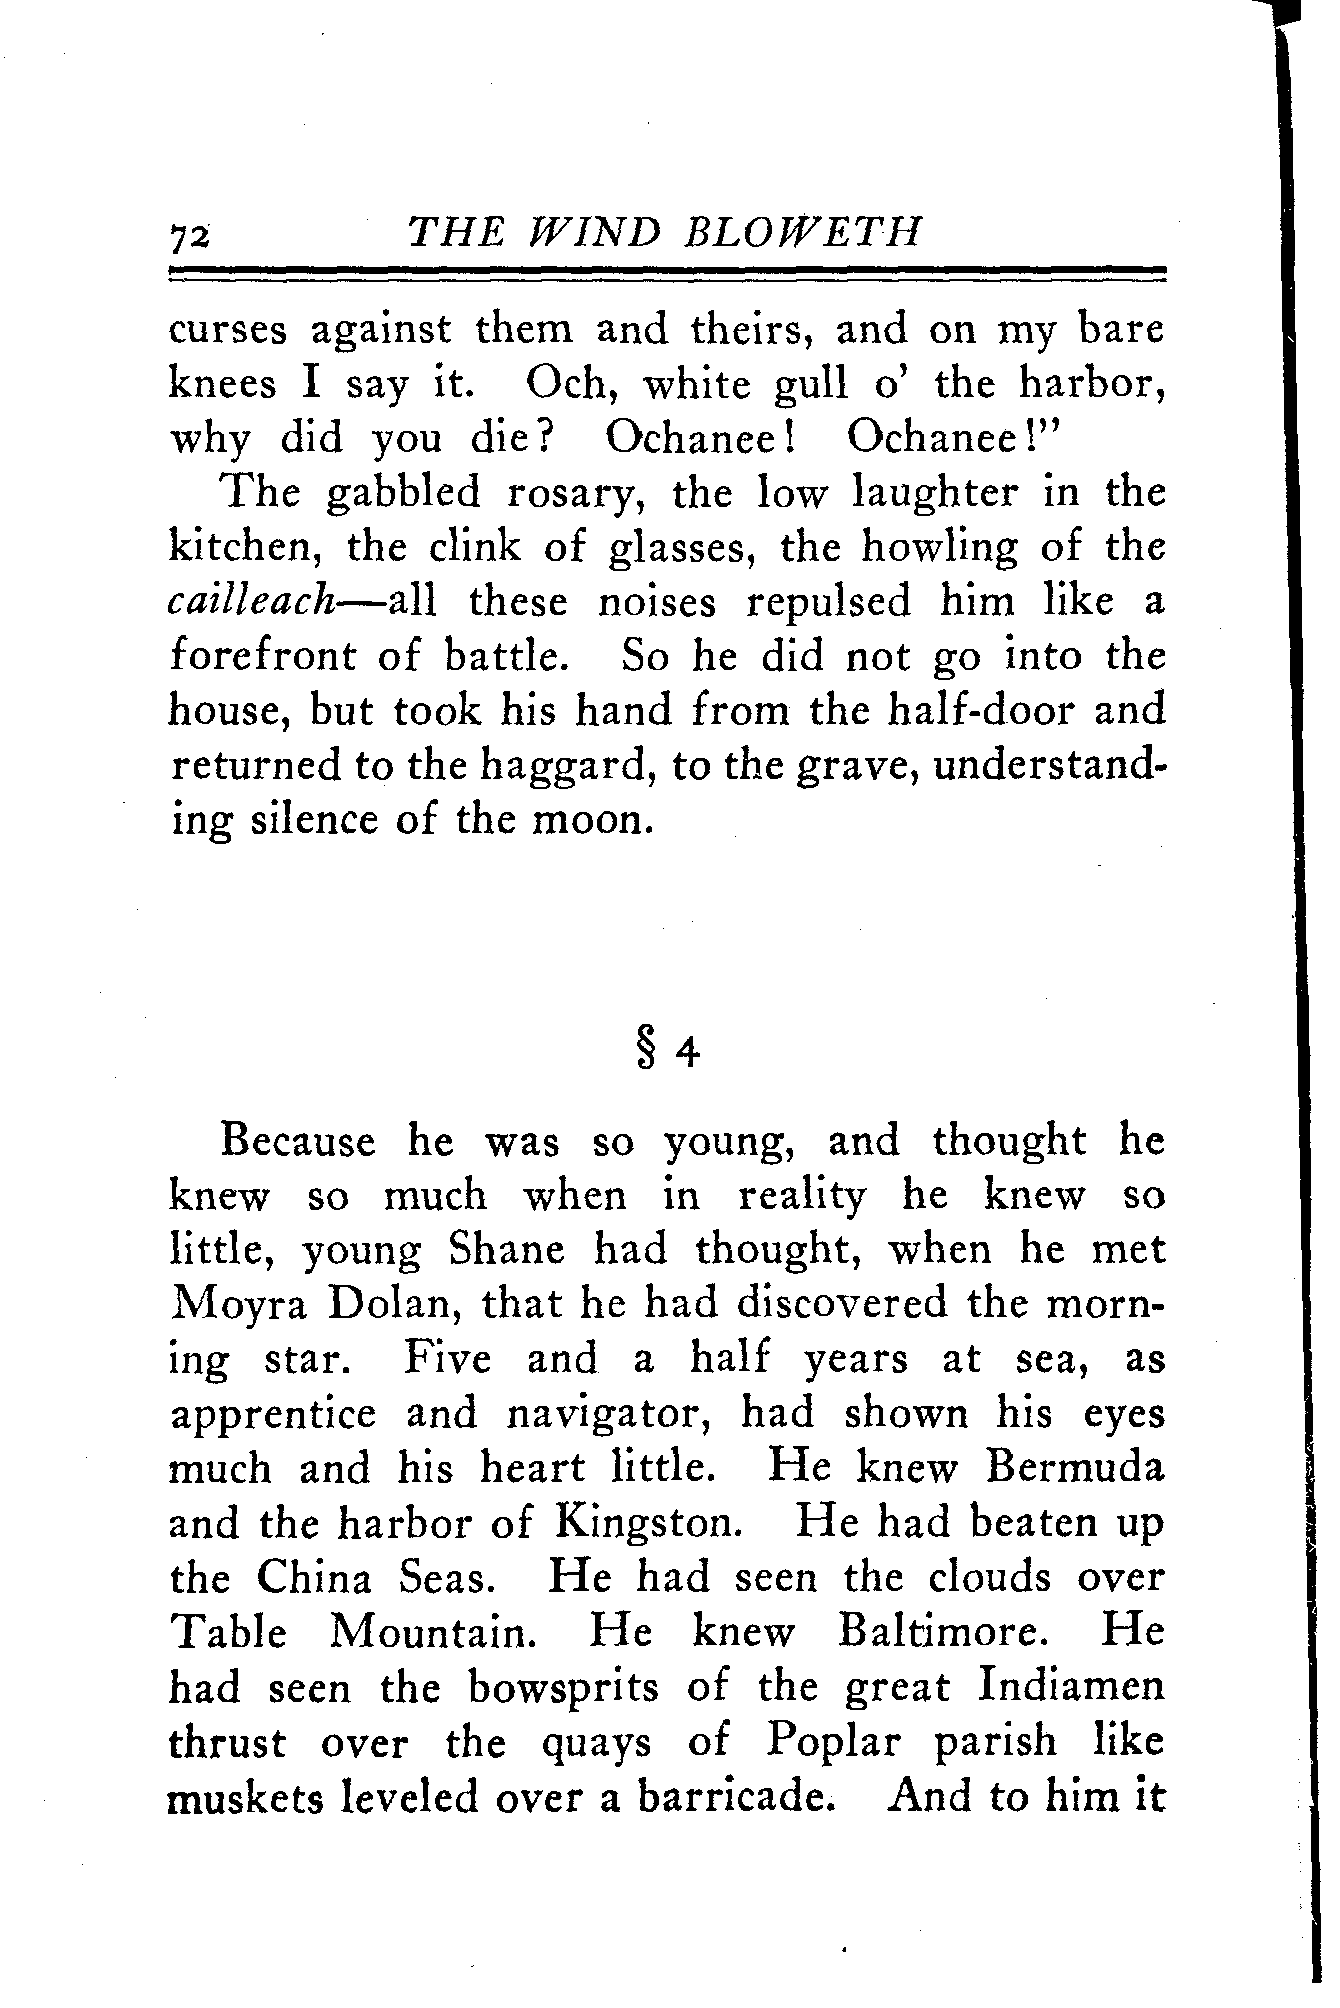 72 THE WIND BLOWETH
curses against them and theirs, and on my bare
knees I say it. Och, white gull o' the harbor,
why did you die? Ochanee! Ochanee!"
The gabbled rosary, the low laughter in the
kitchen, the clink of glasses, the howling of the
cailleach—all these noises repulsed him like a
forefront of battle. So he did not go into the
house, but took his hand from the half-door and
returned to the haggard, to the grave, understand-
ing silence of the moon.
§ 4
Because he was so young, and thought he
knew so much when in reality he knew so
little, young Shane had thought, when he met
Moyra Dolan, that he had discovered the morn-
ing star. Five and a half years at sea, as
apprentice and navigator, had shown his eyes
much and his heart little. He knew Bermuda
and the harbor of Kingston. He had beaten up
the China Seas. He had seen the clouds over
Table Mountain. He knew Baltimore. He
had seen the bowsprits of the great Indiamen
thrust over the quays of Poplar parish like
muskets leveled over a barricade. And to him it